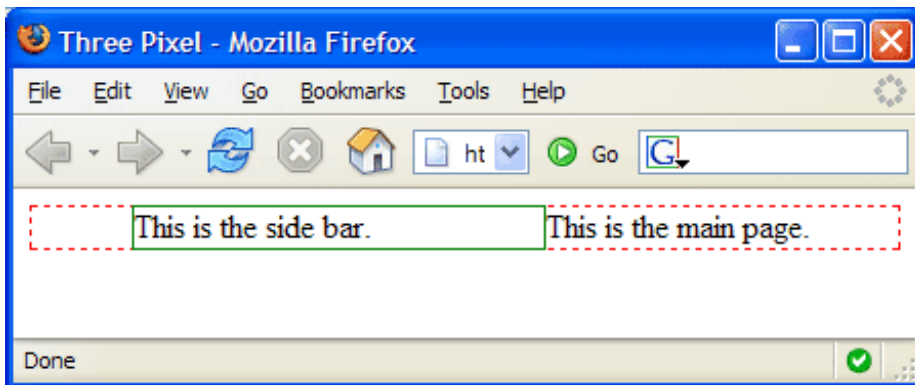 Three Pixel - Mozilla Firefox
File Edit View Go Bookmarks Tools Help
ht Go G
This is the side bar. This is the main page.
Done